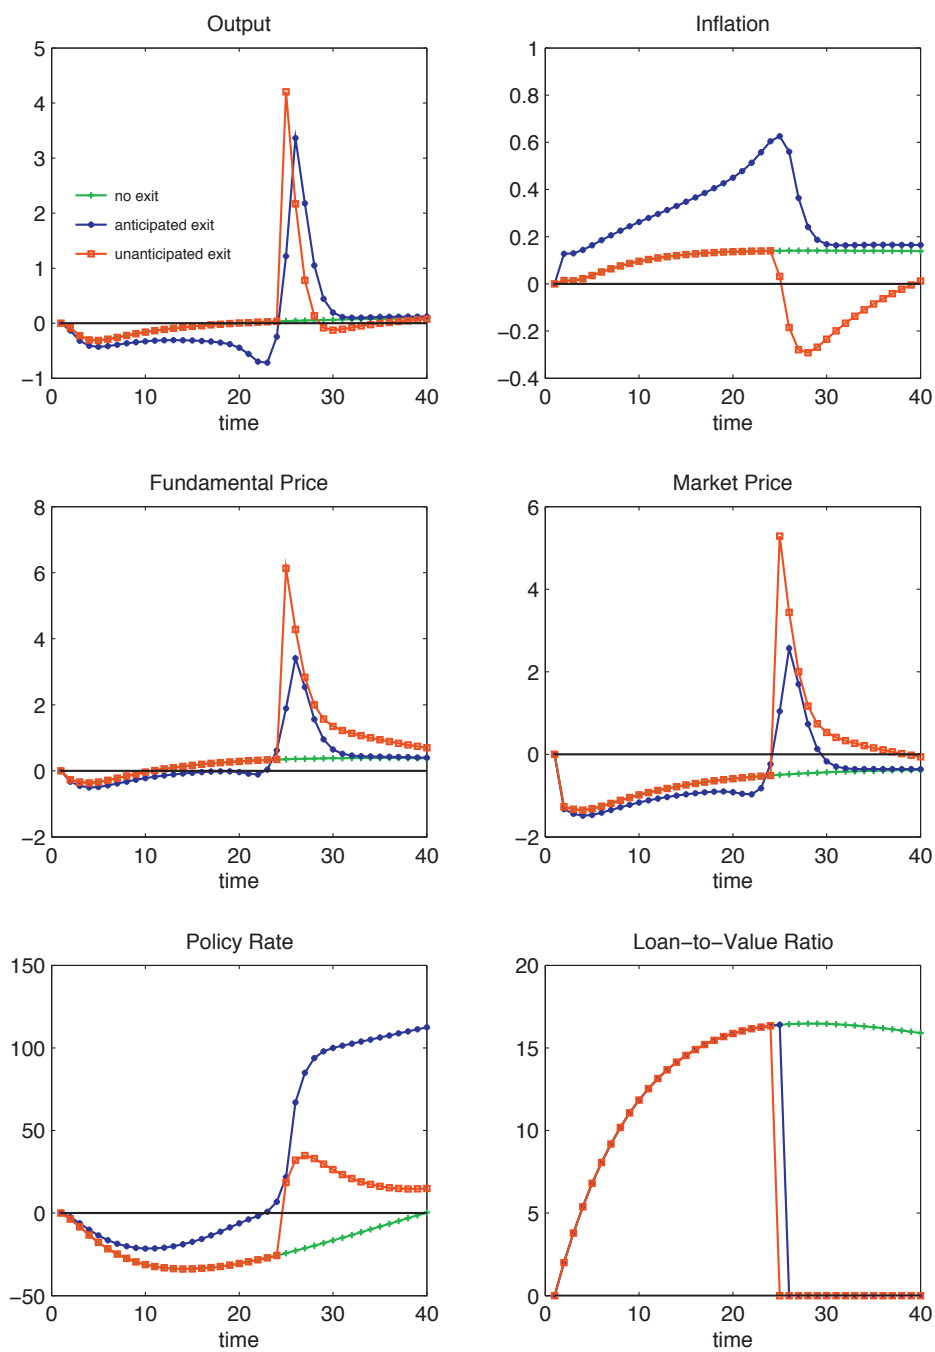 Output
5
4
3
2
1
0
−1
no exit
anticipated exit
unanticipated exit
0 10 20 30 40
time
Inflation
1
0.8
0.6
0.4
0.2
0
−0.2
−0.4
0 10 20 30 40
time
Fundamental Price
8
6
4
2
0
−2
0 10 20 30 40
time
Market Price
6
4
2
0
−2
0 10 20 30 40
time
Policy Rate
150
100
50
0
−50
0 10 20 30 40
time
Loan−to−Value Ratio
20
15
10
5
0
0 10 20 30 40
time